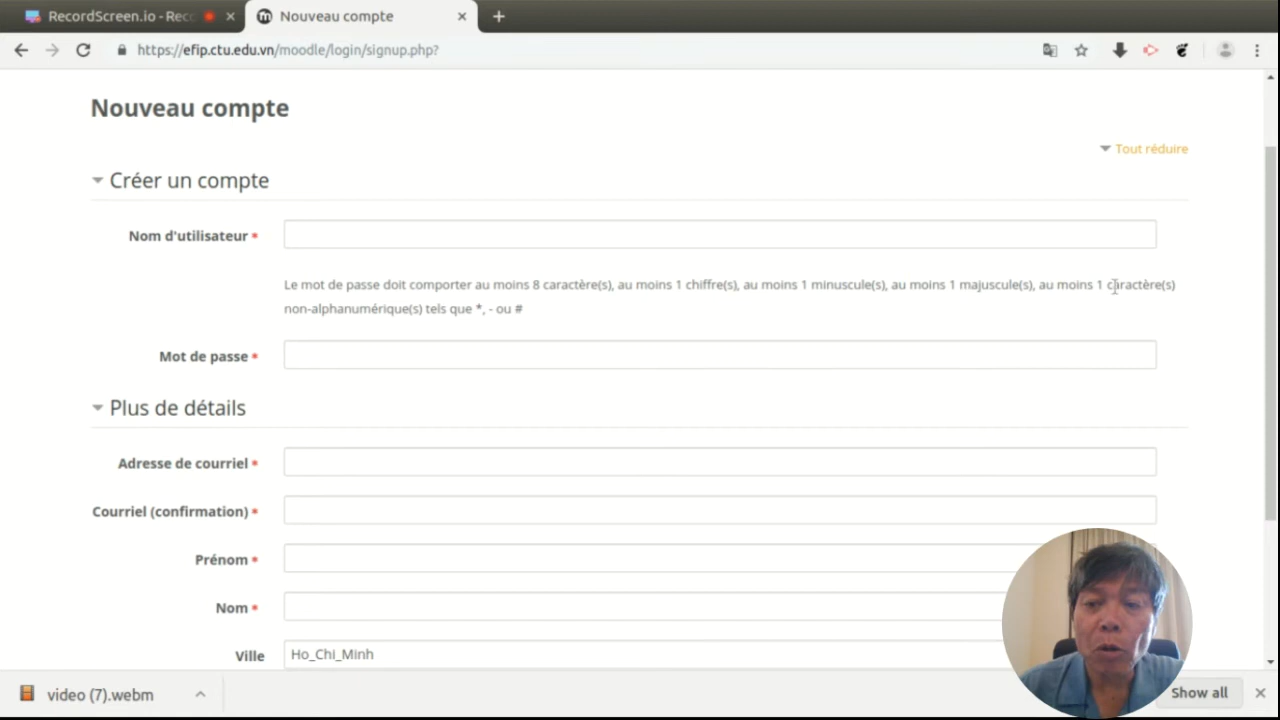 RecordScreen.io - Rec
Nouveau compte
https://efip.ctu.edu.vn/moodle/login/signup.php?
Nouveau compte
Tout réduire
Créer un compte
Nom d'utilisateur *
Le mot de passe doit comporter au moins 8 caractère(s), au moins 1 chiffre(s), au moins 1 minuscule(s), au moins 1 majuscule(s), au moins 1 caractère(s)
non-alphanumérique(s) tels que *, - ou #
Mot de passe *
Plus de détails
Adresse de courriel *
Courriel (confirmation) *
Prénom *
Nom *
Ville Ho_Chi_Minh
video (7).webm
Show all